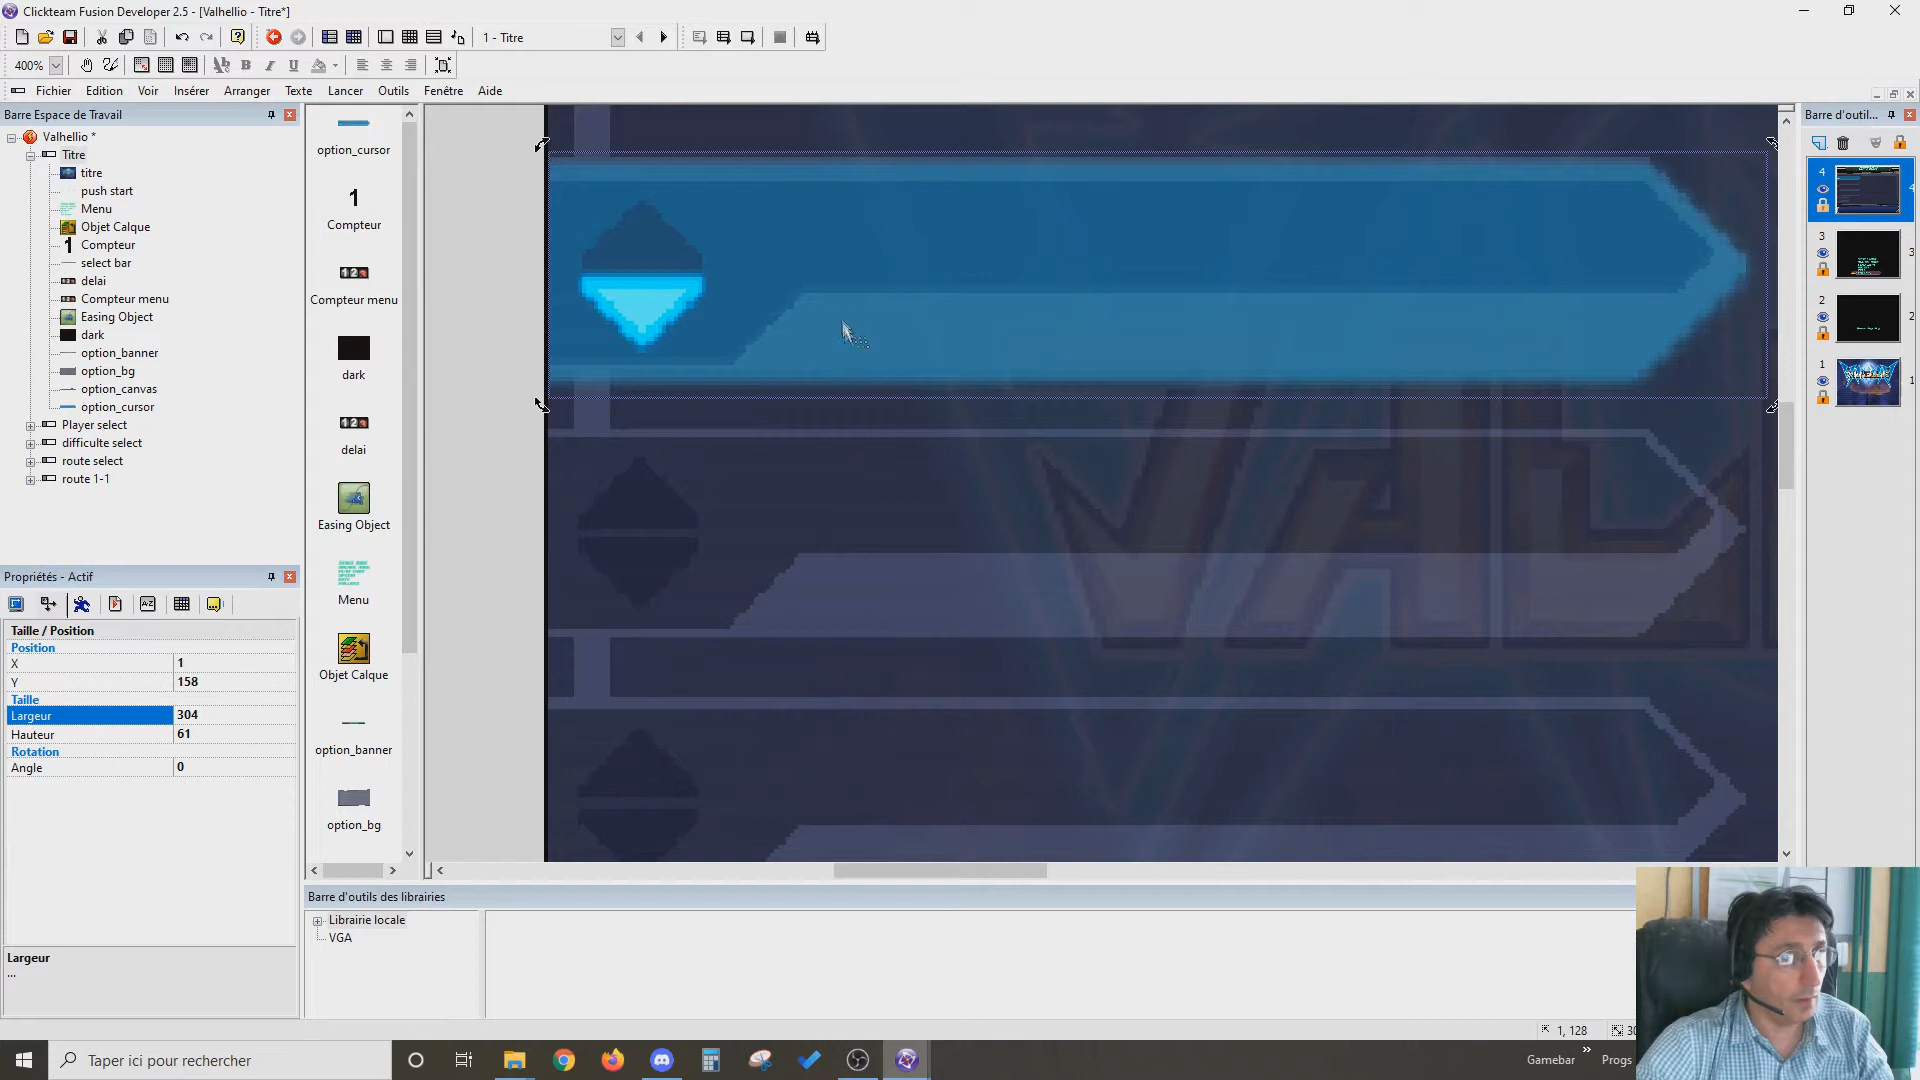 Clickteam Fusion Developer 2.5 - [Valhellio - Titre*]
1 - Titre
400%
Fichier Edition Voir Insérer Arranger Texte Lancer Outils Fenêtre Aide
Barre Espace de Travail
Valhellio *
Titre
titre
push start
Menu
Objet Calque
1 Compteur
select bar
delai
Compteur menu
Easing Object
dark
option_banner
option_bg
option_canvas
option_cursor
Player select
difficulte select
route select
route 1-1
Propriétés - Actif
Taille / Position
Position
X 1
Y 158
Taille
Largeur 304
Hauteur 61
Rotation
Angle 0
Largeur
...
option_cursor
1
Compteur
Compteur menu
dark
delai
Easing Object
Menu
Objet Calque
option_banner
option_bg
Barre d'outil...
4
4
3
3
2
2
1
1
Barre d'outils des librairies
Librairie locale
VGA
1, 128
Taper ici pour rechercher
Gamebar
Progs